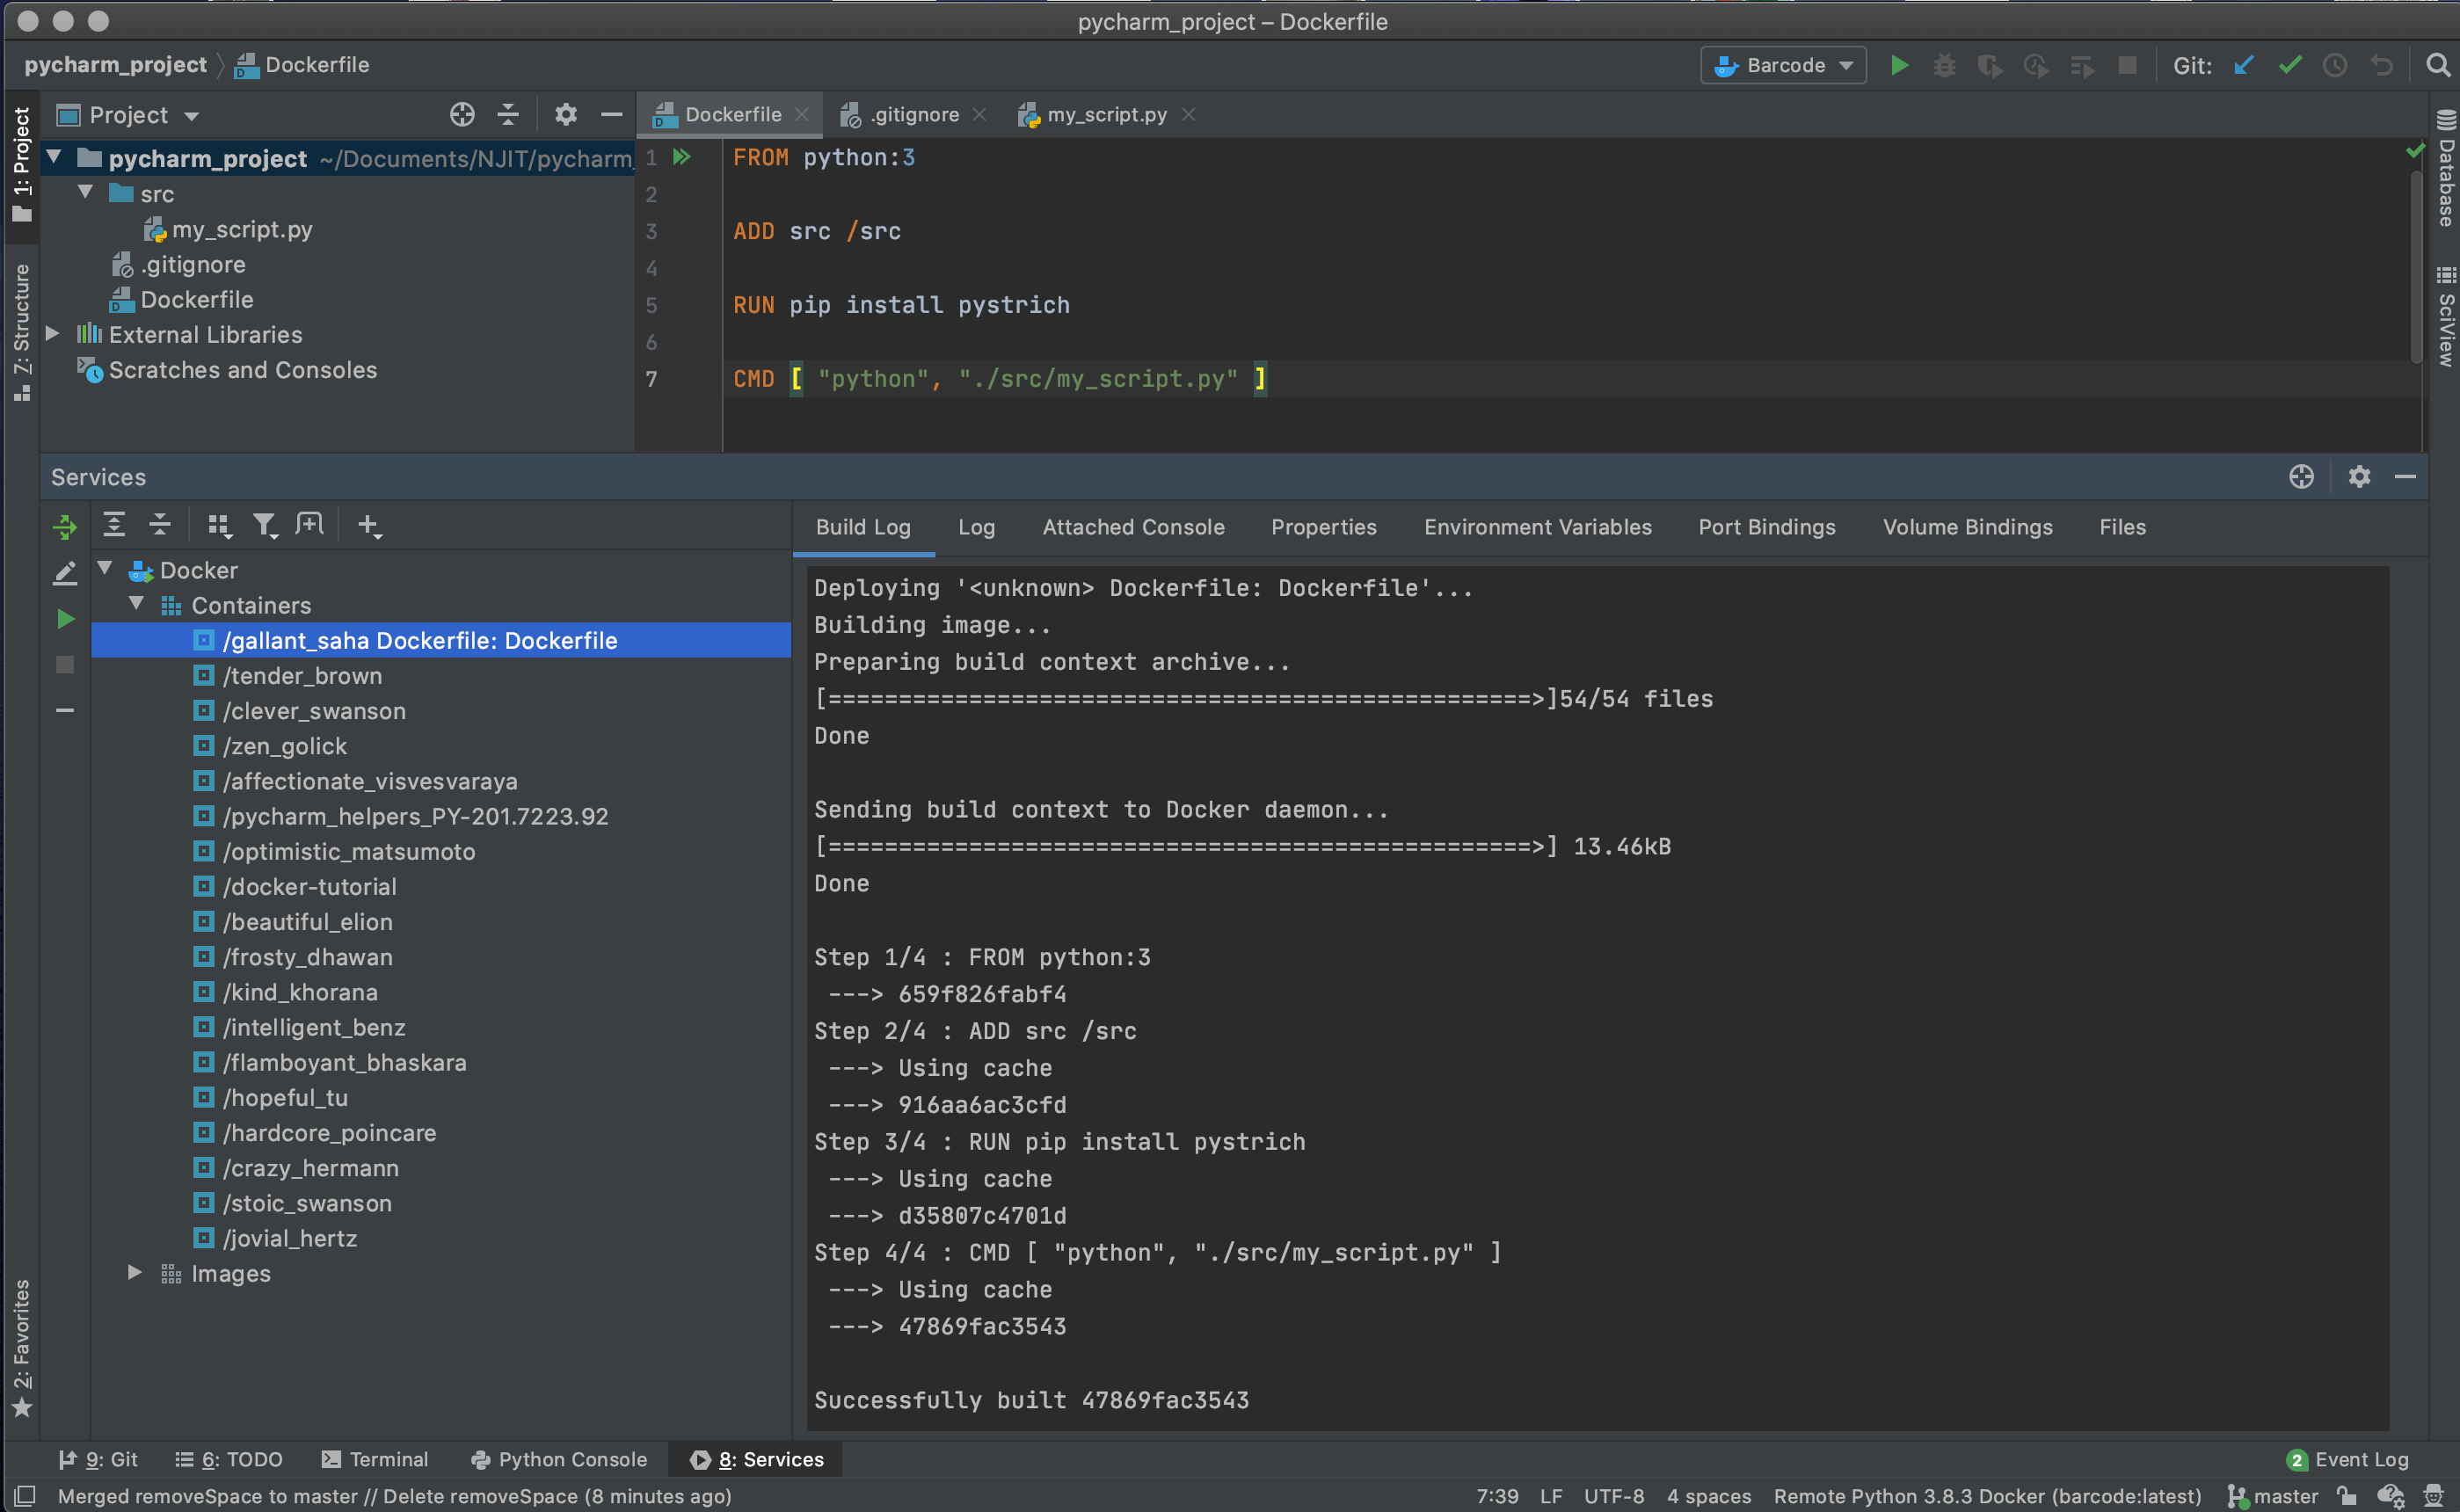 pycharm_project – Dockerfile
pycharm_project Dockerfile
Barcode
Git:
Project
1: Project
Z: Structure
2: Favorites
pycharm_project ~/Documents/NJIT/pycharm_
src
my_script.py
.gitignore
Dockerfile
External Libraries
Scratches and Consoles
Dockerfile .gitignore my_script.py
1 FROM python:3
2
3 ADD src /src
4
5 RUN pip install pystrich
6
7 CMD [ "python", "./src/my_script.py" ]
Database
SciView
Services
Docker
Containers
/gallant_saha Dockerfile: Dockerfile
/tender_brown
/clever_swanson
/zen_golick
/affectionate_visvesvaraya
/pycharm_helpers_PY-201.7223.92
/optimistic_matsumoto
/docker-tutorial
/beautiful_elion
/frosty_dhawan
/kind_khorana
/intelligent_benz
/flamboyant_bhaskara
/hopeful_tu
/hardcore_poincare
/crazy_hermann
/stoic_swanson
/jovial_hertz
Images
Build Log Log Attached Console Properties Environment Variables Port Bindings Volume Bindings Files
Deploying '<unknown> Dockerfile: Dockerfile'...
Building image...
Preparing build context archive...
[==================================================>]54/54 files
Done
Sending build context to Docker daemon...
[==================================================>] 13.46kB
Done
Step 1/4 : FROM python:3
---> 659f826fabf4
Step 2/4 : ADD src /src
---> Using cache
---> 916aa6ac3cfd
Step 3/4 : RUN pip install pystrich
---> Using cache
---> d35807c4701d
Step 4/4 : CMD [ "python", "./src/my_script.py" ]
---> Using cache
---> 47869fac3543
Successfully built 47869fac3543
9: Git 6: TODO Terminal Python Console 8: Services 2 Event Log
Merged removeSpace to master // Delete removeSpace (8 minutes ago) 7:39 LF UTF-8 4 spaces Remote Python 3.8.3 Docker (barcode:latest) master